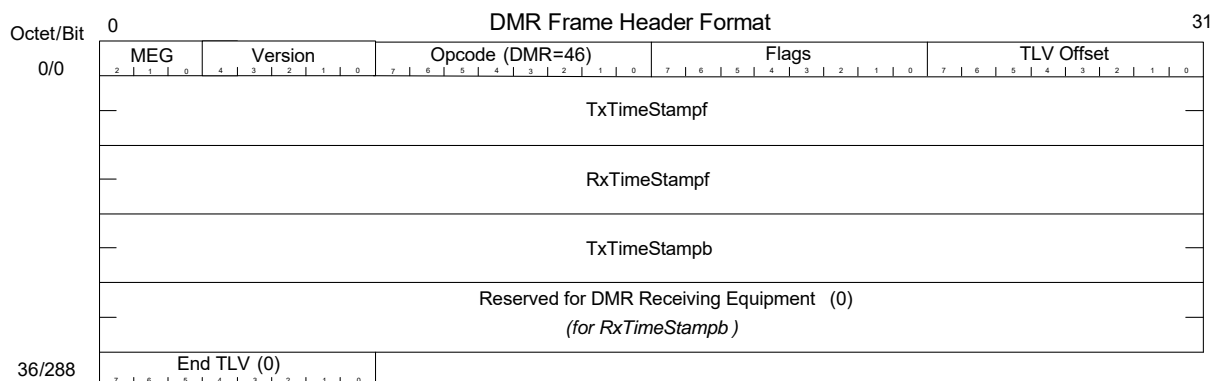 DMR Frame Header Format
Octet/Bit 0 31
MEG Version Opcode (DMR=46) Flags TLV Offset
0/0 2 1 0 4 3 2 1 0 7 6 5 4 3 2 1 0 7 6 5 4 3 2 1 0 7 6 5 4 3 2 1 0
TxTimeStampf
RxTimeStampf
TxTimeStampb
Reserved for DMR Receiving Equipment (0)
(for RxTimeStampb )
36/288 End TLV (0)
7 6 5 4 3 2 1 0